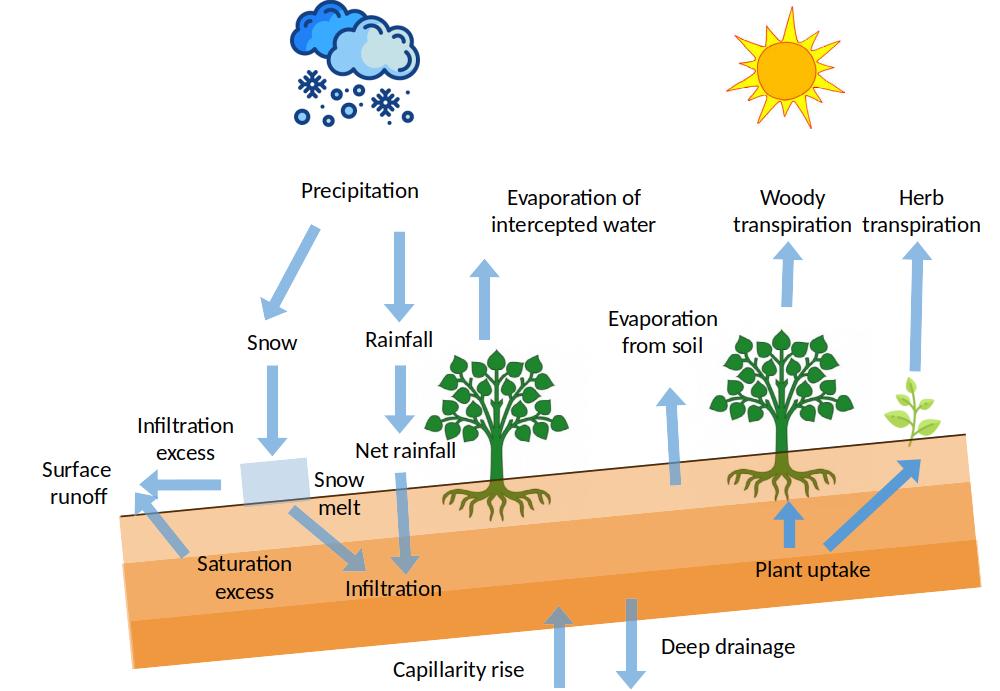 Precipitation
Evaporation of
intercepted water
Woody
transpiration
Herb
transpiration
Snow
Rainfall
Evaporation
from soil
Infiltration
excess
Net rainfall
Surface
runoff
Snow
melt
Saturation
excess
Infiltration
Plant uptake
Capillarity rise
Deep drainage